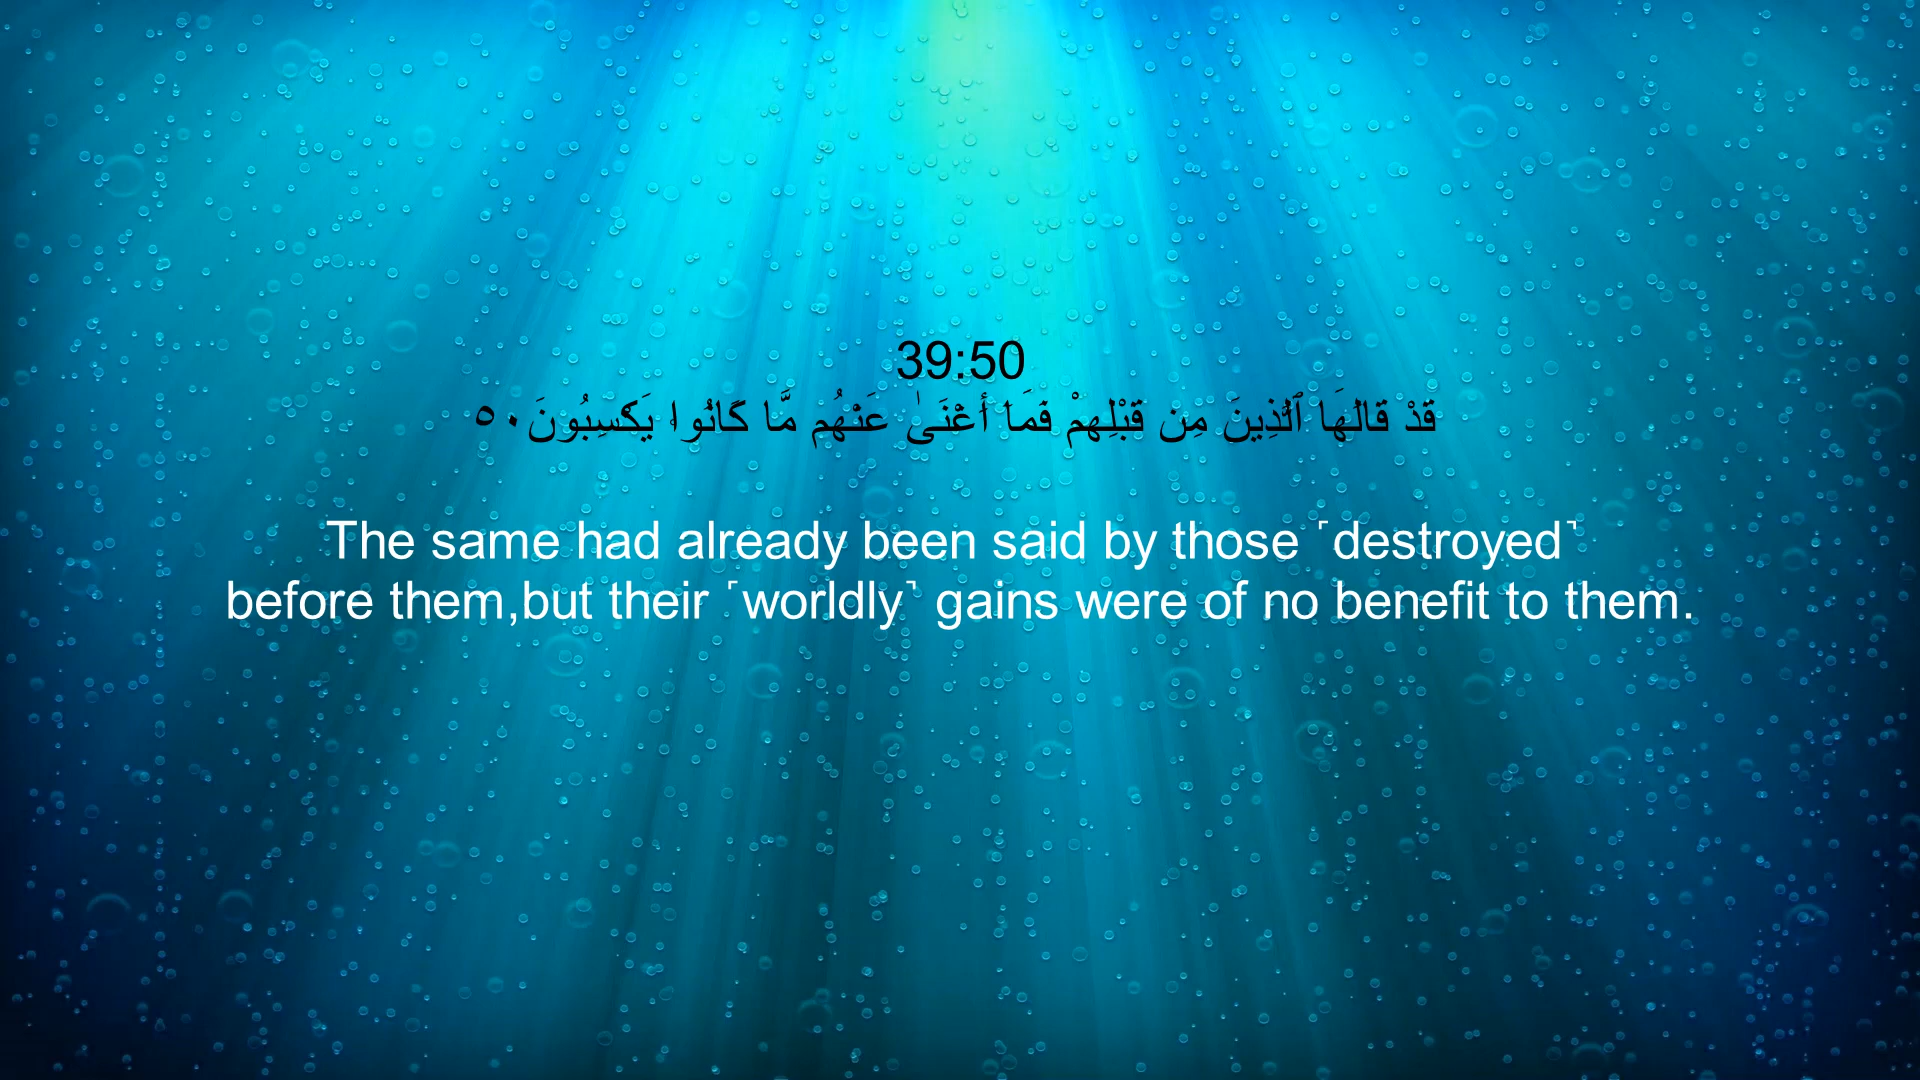 39:50
قَدْ قَالَهَا ٱلَّذِينَ مِن قَبْلِهِمْ فَمَآ أَغْنَىٰ عَنْهُم مَّا كَانُوا۟ يَكْسِبُونَ ٥٠
The same had already been said by those ˹destroyed˺
before them,but their ˹worldly˺ gains were of no benefit to them.